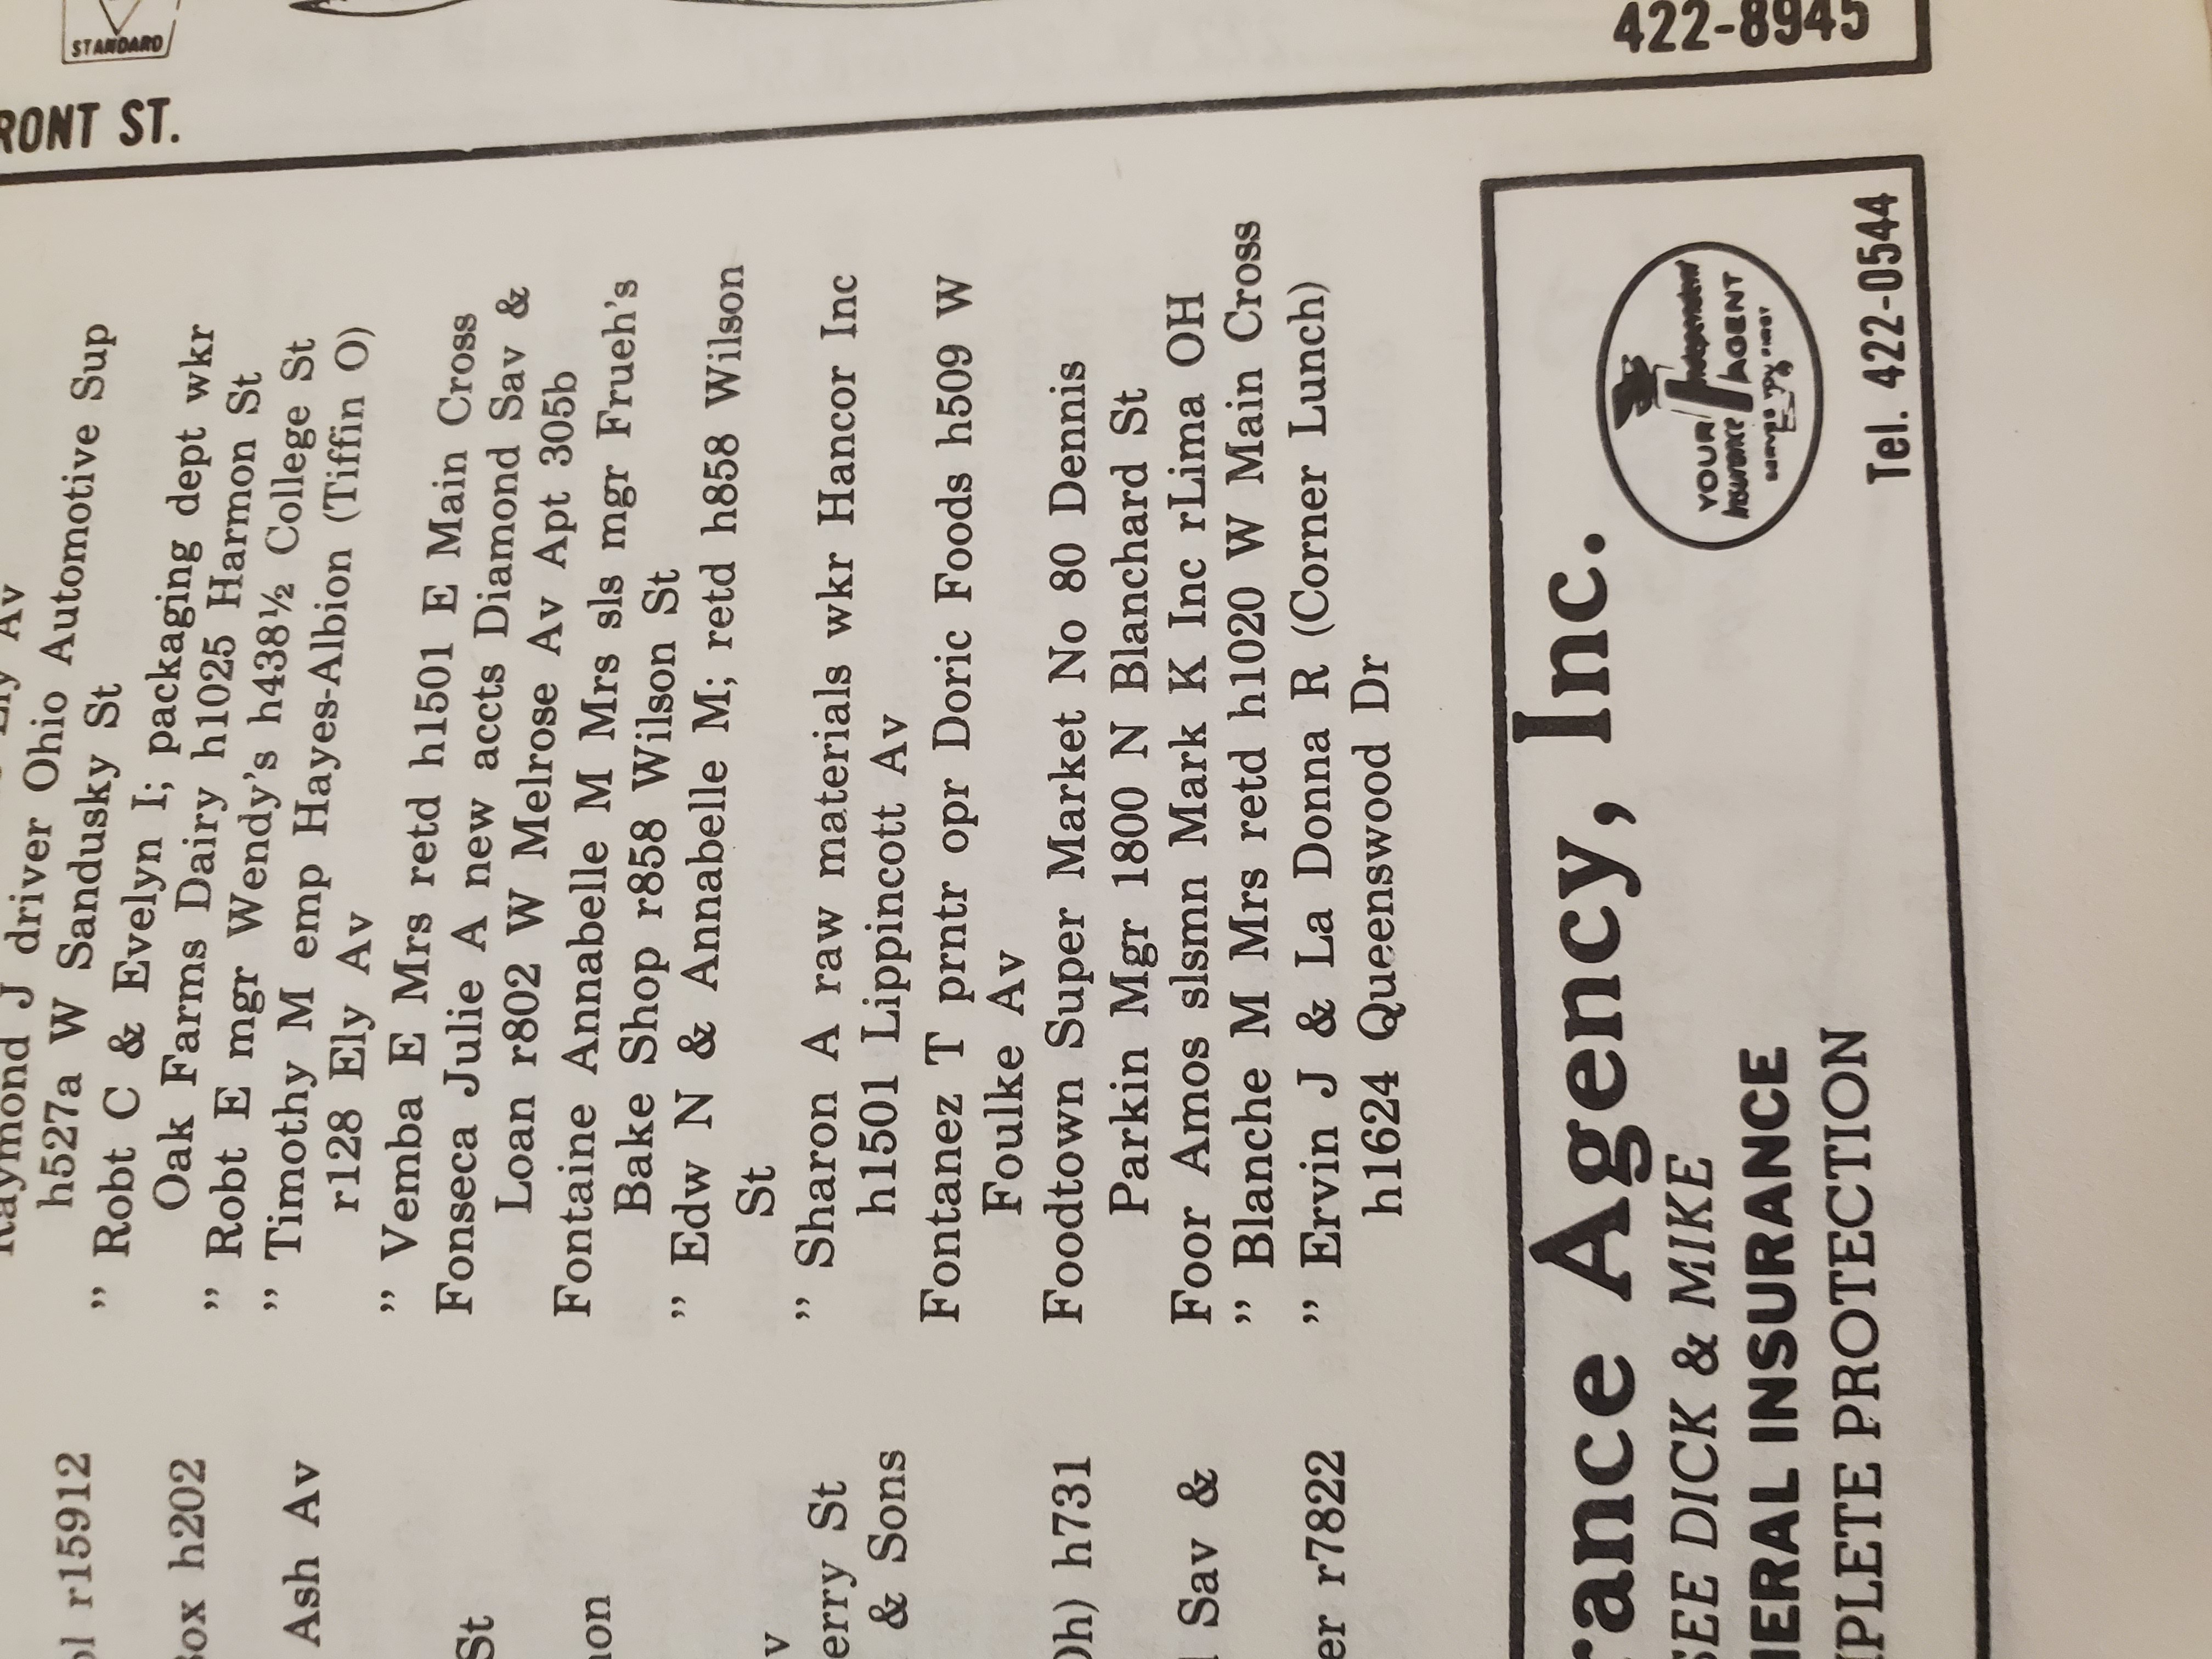 STANDARD
RONT ST.
422-8945
Raymond J driver Ohio Automotive Sup
h527a W Sandusky St
” Robt C & Evelyn I; packaging dept wkr
Oak Farms Dairy h1025 Harmon St
” Robt E mgr Wendy's h438½ College St
” Timothy M emp Hayes-Albion (Tiffin O)
r128 Ely Av
” Vemba E Mrs retd h1501 E Main Cross
Fonseca Julie A new accts Diamond Sav &
Loan r802 W Melrose Av Apt 305b
Fontaine Annabelle M Mrs sls mgr Frueh's
Bake Shop r858 Wilson St
” Edw N & Annabelle M; retd h858 Wilson
St
” Sharon A raw materials wkr Hancor Inc
h1501 Lippincott Av
Fontanez T prntr opr Doric Foods h509 W
Foulke Av
Foodtown Super Market No 80 Dennis
Parkin Mgr 1800 N Blanchard St
Foor Amos slsmn Mark K Inc rLima OH
” Blanche M Mrs retd h1020 W Main Cross
” Ervin J & La Donna R (Corner Lunch)
h1624 Queenswood Dr
ol r15912
Box h202
Ash Av
St
non
v
erry St
& Sons
Oh) h731
Sav &
er r7822
rance Agency, Inc.
SEE DICK & MIKE
NERAL INSURANCE
MPLETE PROTECTION
YOUR Independent
Insurance AGENT
SERVES YOU FIRST
Tel. 422-0544